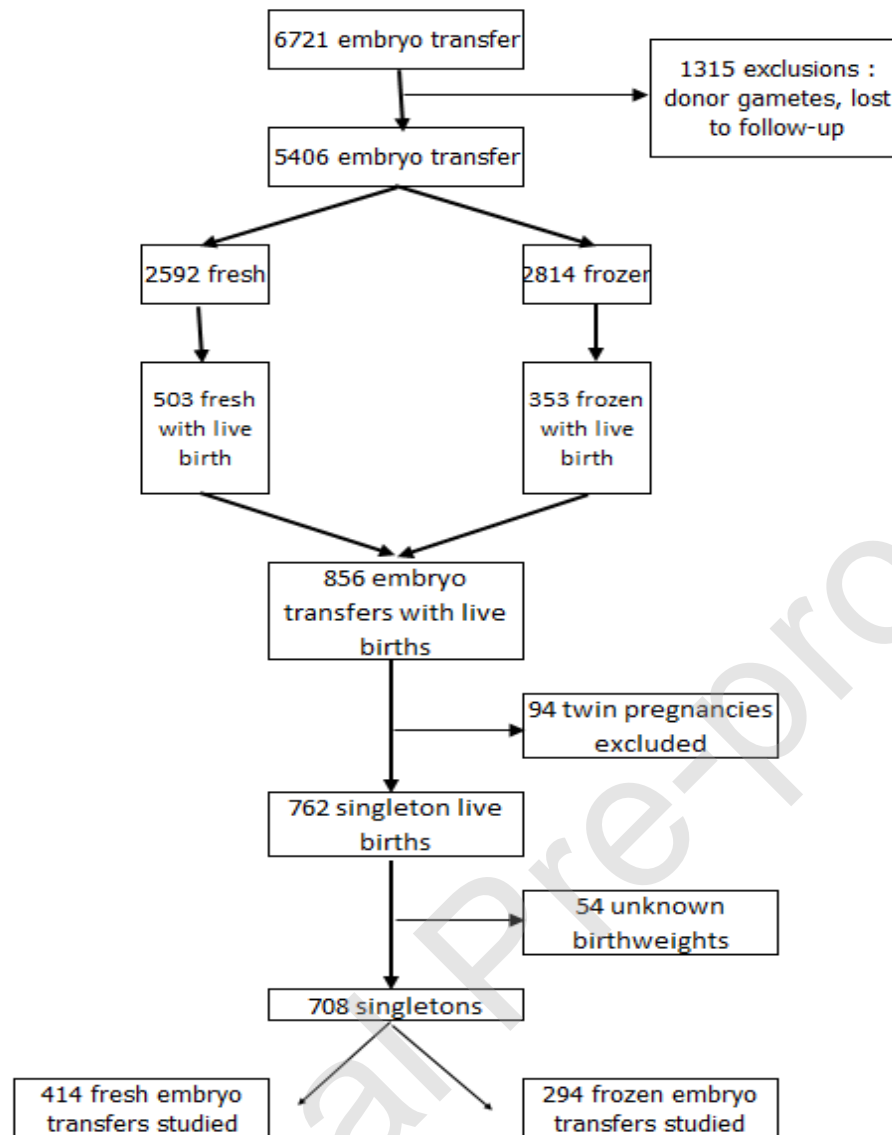 6721 embryo transfer
1315 exclusions :
donor gametes, lost
to follow-up
5406 embryo transfer
2592 fresh
2814 frozen
503 fresh
with live
birth
353 frozen
with live
birth
856 embryo
transfers with live
births
94 twin pregnancies
excluded
762 singleton live
births
54 unknown
birthweights
708 singletons
414 fresh embryo
transfers studied
294 frozen embryo
transfers studied
al Pre-pro